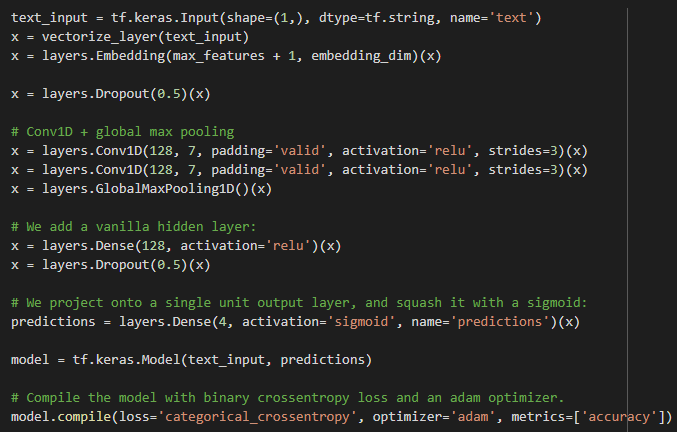 text_input = tf.keras.Input(shape=(1,), dtype=tf.string, name='text')
x = vectorize_layer(text_input)
x = layers.Embedding(max_features + 1, embedding_dim)(x)
x = layers.Dropout(0.5)(x)
# Conv1D + global max pooling
x = layers.Conv1D(128, 7, padding='valid', activation='relu', strides=3)(x)
x = layers.Conv1D(128, 7, padding='valid', activation='relu', strides=3)(x)
x = layers.GlobalMaxPooling1D()(x)
# We add a vanilla hidden layer:
x = layers.Dense(128, activation='relu')(x)
x = layers.Dropout(0.5)(x)
# We project onto a single unit output layer, and squash it with a sigmoid:
predictions = layers.Dense(4, activation='sigmoid', name='predictions')(x)
model = tf.keras.Model(text_input, predictions)
# Compile the model with binary crossentropy loss and an adam optimizer.
model.compile(loss='categorical_crossentropy', optimizer='adam', metrics=['accuracy'])